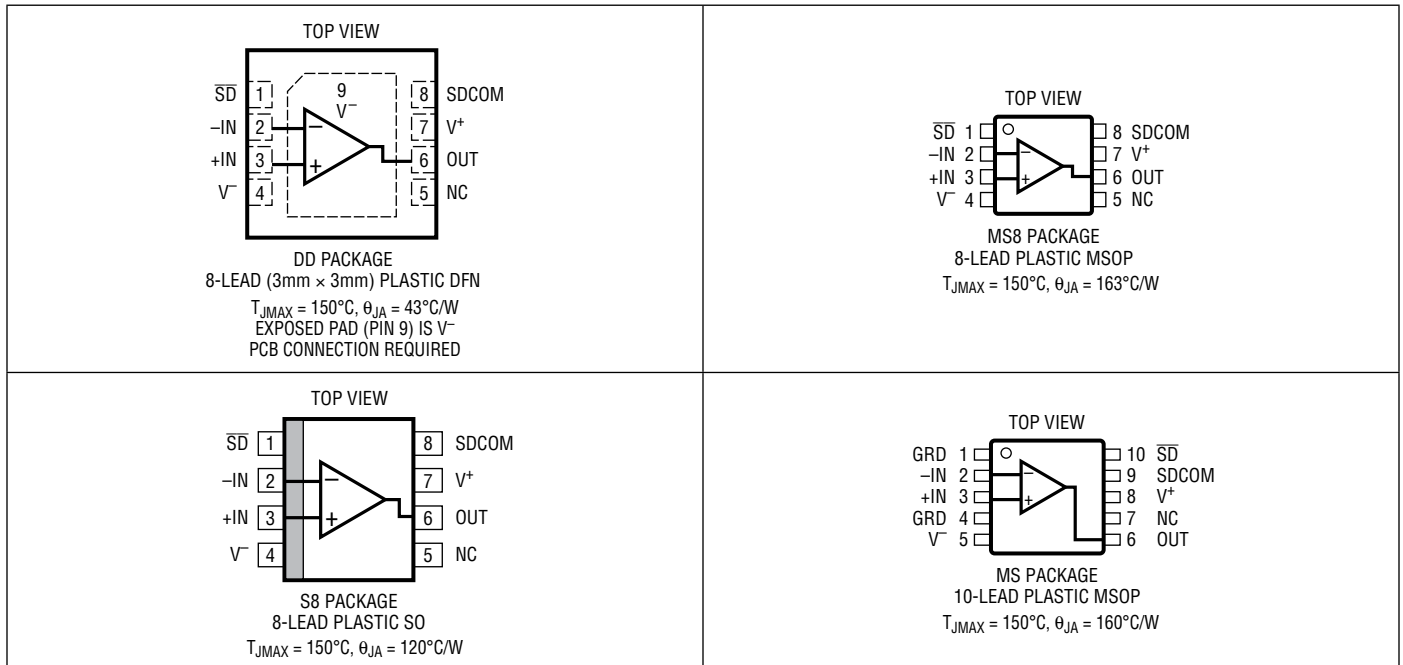 TOP VIEW
S̅D̅ 1
–IN 2
+IN 3
V– 4
9
V–
–
+
8 SDCOM
7 V+
6 OUT
5 NC
DD PACKAGE
8-LEAD (3mm × 3mm) PLASTIC DFN
TJMAX = 150°C, θJA = 43°C/W
EXPOSED PAD (PIN 9) IS V–
PCB CONNECTION REQUIRED
TOP VIEW
S̅D̅ 1
–IN 2
+IN 3
V– 4
–
+
8 SDCOM
7 V+
6 OUT
5 NC
MS8 PACKAGE
8-LEAD PLASTIC MSOP
TJMAX = 150°C, θJA = 163°C/W
TOP VIEW
S̅D̅ 1
–IN 2
+IN 3
V– 4
–
+
8 SDCOM
7 V+
6 OUT
5 NC
S8 PACKAGE
8-LEAD PLASTIC SO
TJMAX = 150°C, θJA = 120°C/W
TOP VIEW
GRD 1
–IN 2
+IN 3
GRD 4
V– 5
–
+
10 S̅D̅
9 SDCOM
8 V+
7 NC
6 OUT
MS PACKAGE
10-LEAD PLASTIC MSOP
TJMAX = 150°C, θJA = 160°C/W